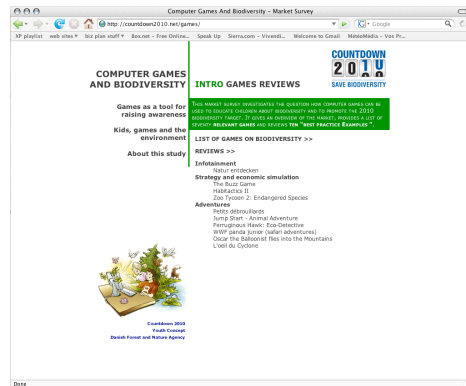 Computer Games And Biodiversity – Market Survey
http://countdown2010.net/games/
Google
SP playlist web sites biz plan stuff Box.net – Free Online... Speak Up Sierra.com – Vivendi... Welcome to Gmail MétéoMédia – Vos Pr...
COUNTDOWN
2010
SAVE BIODIVERSITY
COMPUTER GAMES
AND BIODIVERSITY
INTRO GAMES REVIEWS
Games as a tool for
raising awareness
Kids, games and the
environment
About this study
THIS MARKET SURVEY INVESTIGATES THE QUESTION HOW COMPUTER GAMES CAN BE
USED TO EDUCATE CHILDREN ABOUT BIODIVERSITY AND TO PROMOTE THE 2010
BIODIVERSITY TARGET. IT GIVES AN OVERVIEW OF THE MARKET, PROVIDES A LIST OF
SEVENTY RELEVANT GAMES AND REVIEWS TEN "BEST PRACTICE EXAMPLES ".
LIST OF GAMES ON BIODIVERSITY >>
REVIEWS >>
Infotainment
Natur entdecken
Strategy and economic simulation
The Buzz Game
Habitactics II
Zoo Tycoon 2: Endangered Species
Adventures
Petits débrouillards
Jump Start - Animal Adventure
Ferruginous Hawk: Eco-Detective
WWF panda junior (safari adventures)
Oscar the Balloonist flies into the Mountains
L'oeil du Cyclone
Countdown 2010
Youth Concept
Danish Forest and Nature Agency
Done